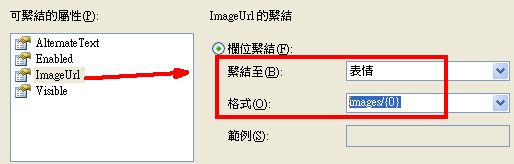 可繫結的屬性(P):
AlternateText
Enabled
ImageUrl
Visible
ImageUrl 的繫結
欄位繫結(F):
繫結至(B):
表情
格式(O):
images/{0}
範例(S):